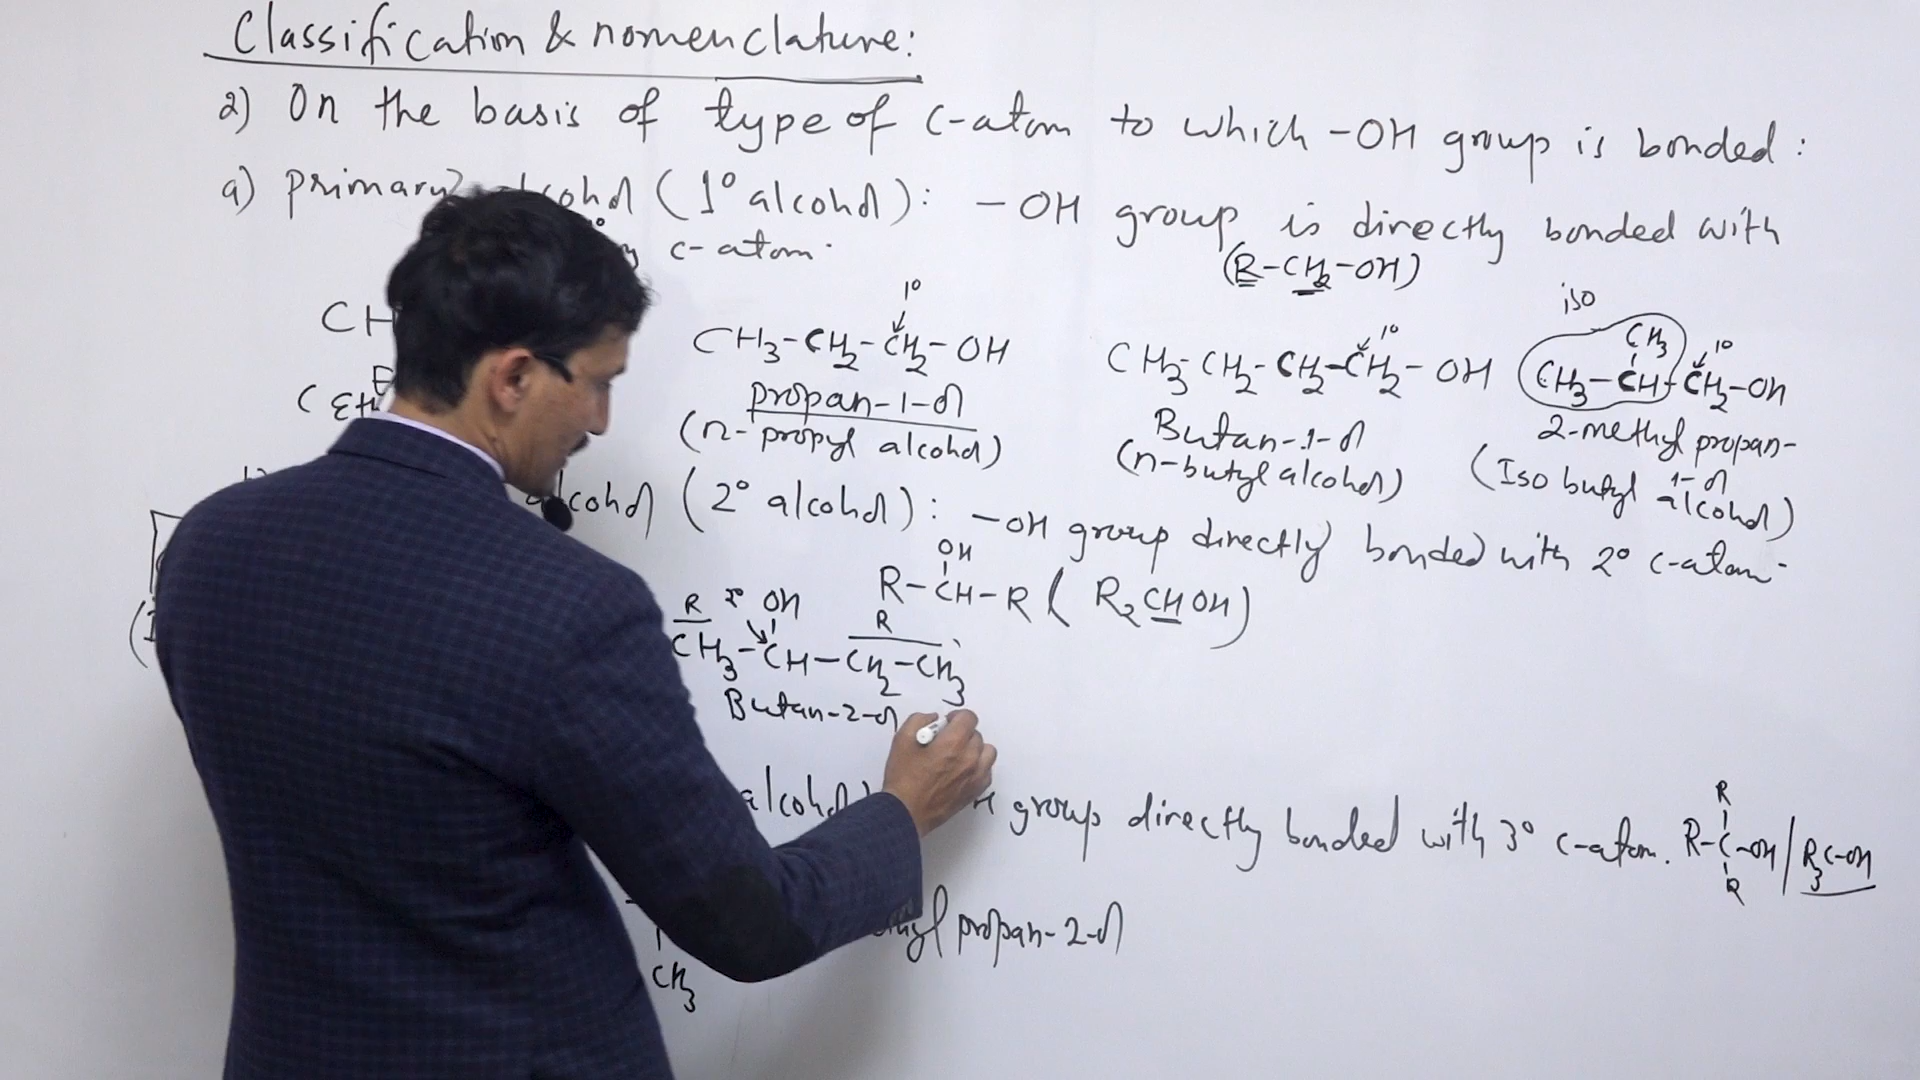 Classification & nomenclature:
2) On the basis of type of C-atom to which -OH group is bonded:
a) primary alcohol (1° alcohol): -OH group is directly bonded with
C-atom.
(R-CH2-OH)
1°
CH3-CH2-CH2-OH
propan-1-ol
(n-propyl alcohol)
1°
CH3-CH2-CH2-CH2-OH
Butan-1-ol
(n-butyl alcohol)
iso
CH3
1°
CH3-CH-CH2-OH
2-methyl propan-
1-ol
(Iso butyl alcohol)
CH
alcohol (2° alcohol): -OH group directly bonded with 2° C-atom.
OH
R-CH-R (R2CHOH)
R 2° OH R
CH3-CH-CH2-CH3
Butan-2-ol
alcohol) group directly bonded with 3° C-atom.
R
R-C-OH / R3C-OH
R
propan-2-ol
CH3